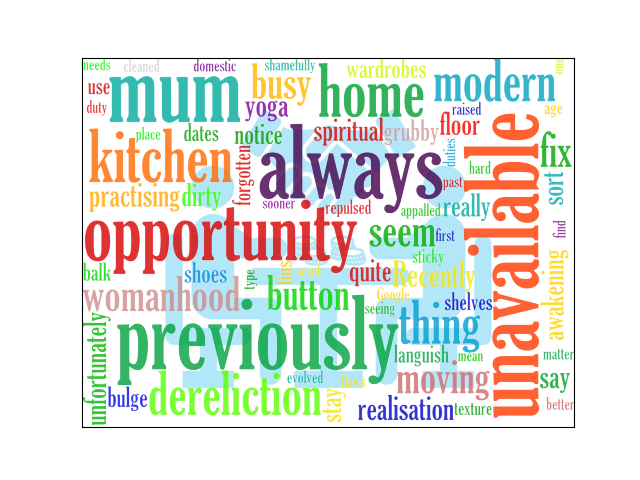 needs cleaned domestic shamefully wardrobes one
use mum busy home modern
duty yoga raised age
place dates notice spiritual grubby floor
kitchen forgotten always duties hard fix
practising dirty sooner repulsed past sort
opportunity appalled really find
seem first
sticky
balk shoes type quite Recently awakening
womanhood button Google shelves
seeing
previously thing unavailable
unfortunately languish mean matter
evolved flaws moving say
bulge dereliction stay realisation texture better